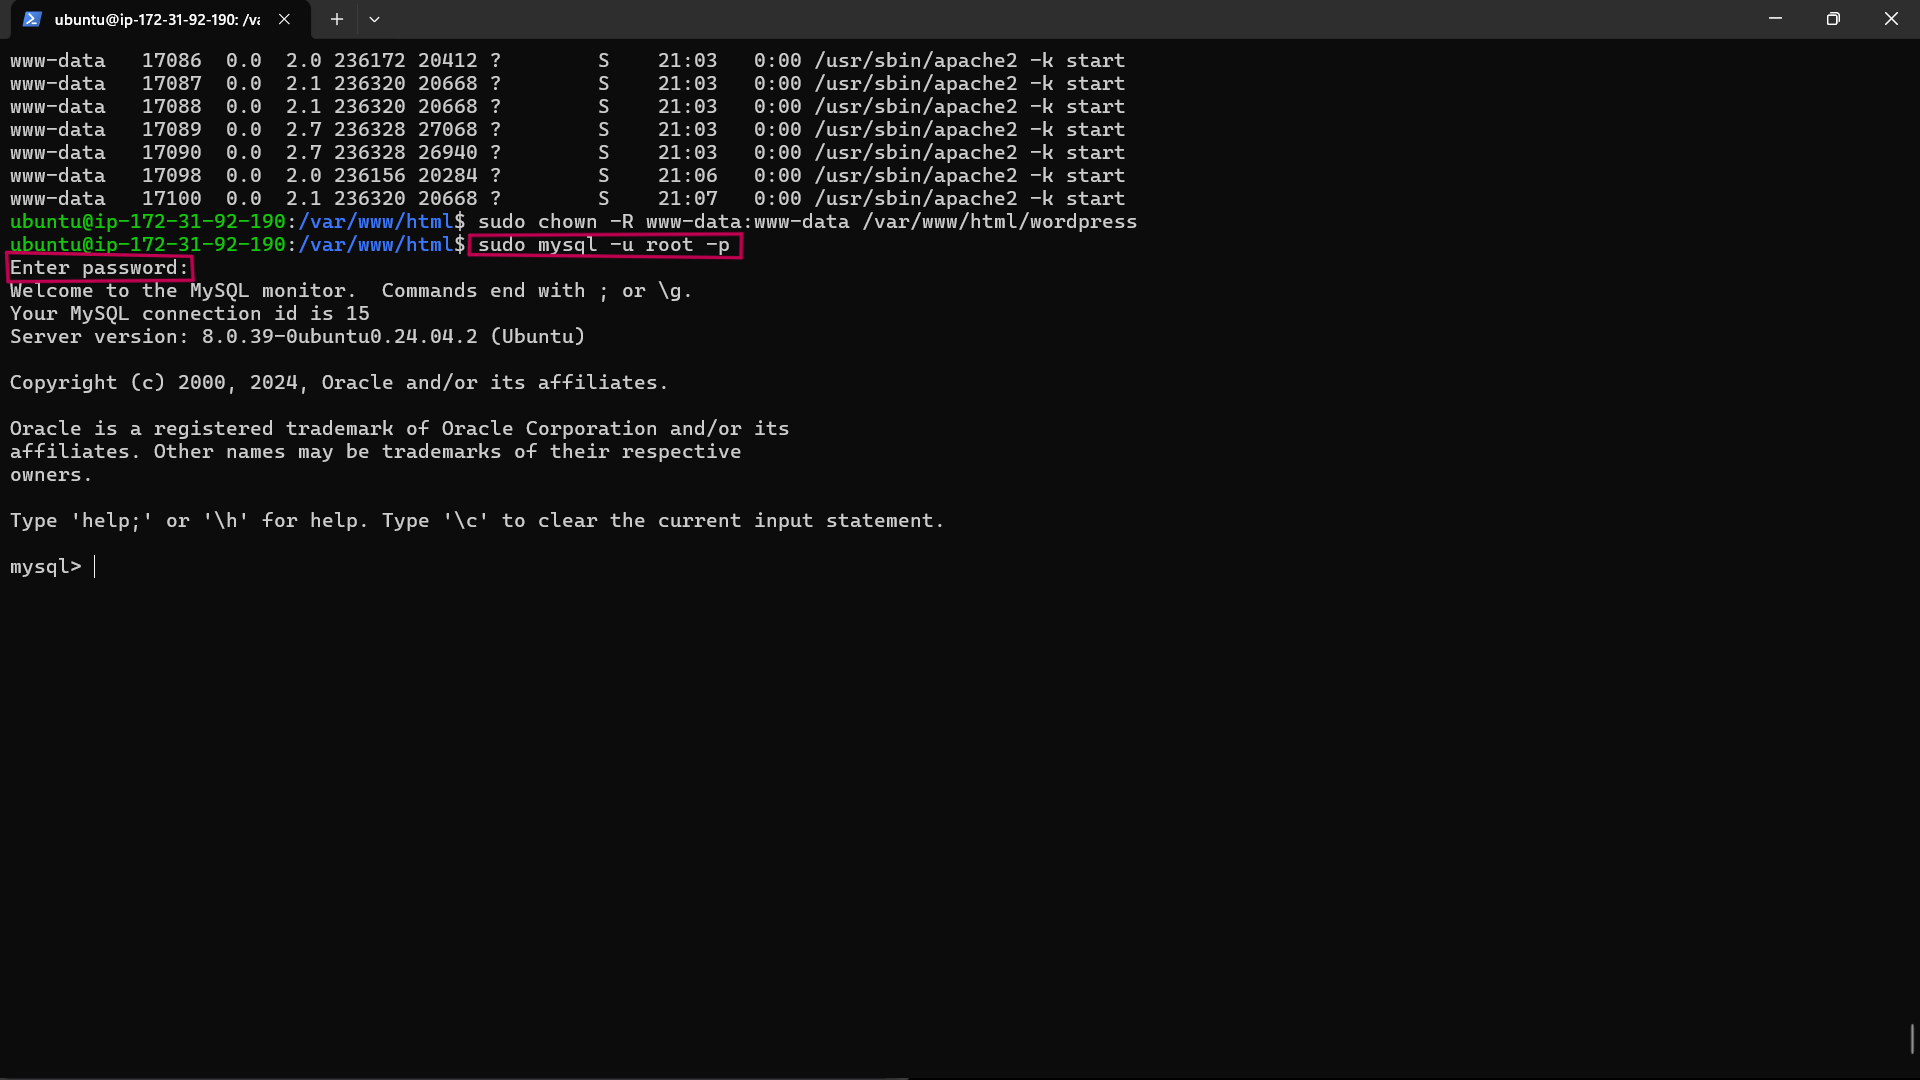 ubuntu@ip-172-31-92-190: /va
www-data   17086  0.0  2.0 236172 20412 ?        S    21:03   0:00 /usr/sbin/apache2 -k start
www-data   17087  0.0  2.1 236320 20668 ?        S    21:03   0:00 /usr/sbin/apache2 -k start
www-data   17088  0.0  2.1 236320 20668 ?        S    21:03   0:00 /usr/sbin/apache2 -k start
www-data   17089  0.0  2.7 236328 27068 ?        S    21:03   0:00 /usr/sbin/apache2 -k start
www-data   17090  0.0  2.7 236328 26940 ?        S    21:03   0:00 /usr/sbin/apache2 -k start
www-data   17098  0.0  2.0 236156 20284 ?        S    21:06   0:00 /usr/sbin/apache2 -k start
www-data   17100  0.0  2.1 236320 20668 ?        S    21:07   0:00 /usr/sbin/apache2 -k start
ubuntu@ip-172-31-92-190:/var/www/html$ sudo chown -R www-data:www-data /var/www/html/wordpress
ubuntu@ip-172-31-92-190:/var/www/html$ sudo mysql -u root -p
Enter password:
Welcome to the MySQL monitor.  Commands end with ; or \g.
Your MySQL connection id is 15
Server version: 8.0.39-0ubuntu0.24.04.2 (Ubuntu)
Copyright (c) 2000, 2024, Oracle and/or its affiliates.
Oracle is a registered trademark of Oracle Corporation and/or its
affiliates. Other names may be trademarks of their respective
owners.
Type 'help;' or '\h' for help. Type '\c' to clear the current input statement.
mysql>